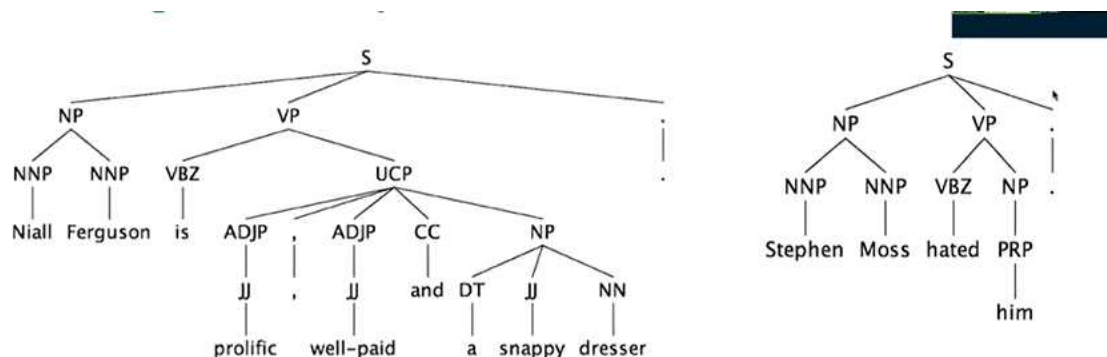 S
S
NP VP .
NP VP .
NNP NNP VBZ UCP .
NNP NNP VBZ NP .
Niall Ferguson is ADJP , ADJP CC NP
Stephen Moss hated PRP
JJ , JJ and DT JJ NN
him
prolific well-paid a snappy dresser